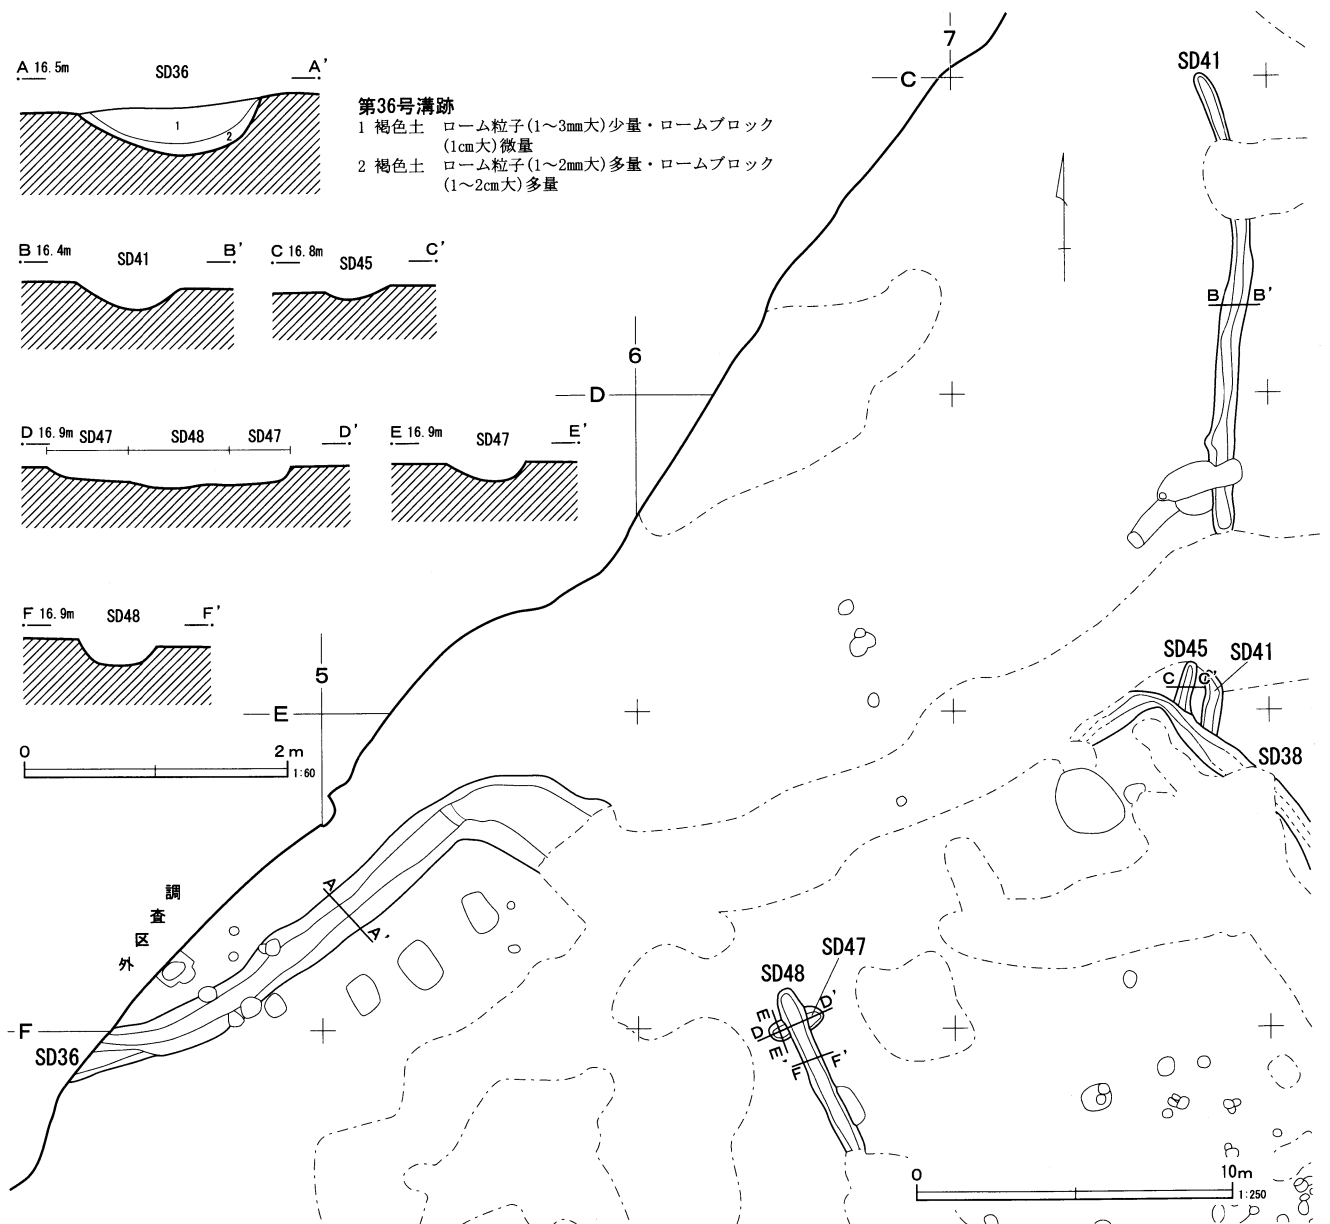 A 16.5m SD36 A'
1
2
第36号溝跡
1 褐色土 ローム粒子(1～3mm大)少量・ロームブロック
(1cm大)微量
2 褐色土 ローム粒子(1～2mm大)多量・ロームブロック
(1～2cm大)多量
B 16.4m SD41 B'
C 16.8m SD45 C'
D 16.9m SD47 SD48 SD47 D'
E 16.9m SD47 E'
F 16.9m SD48 F'
0 2m
1:60
7
C
SD41
B B'
6
D
5
E
SD45 SD41
C C'
SD38
調査区外
A
A'
F
SD36
SD47
SD48
D'
E
D
E'
F'
F
0 10m
1:250